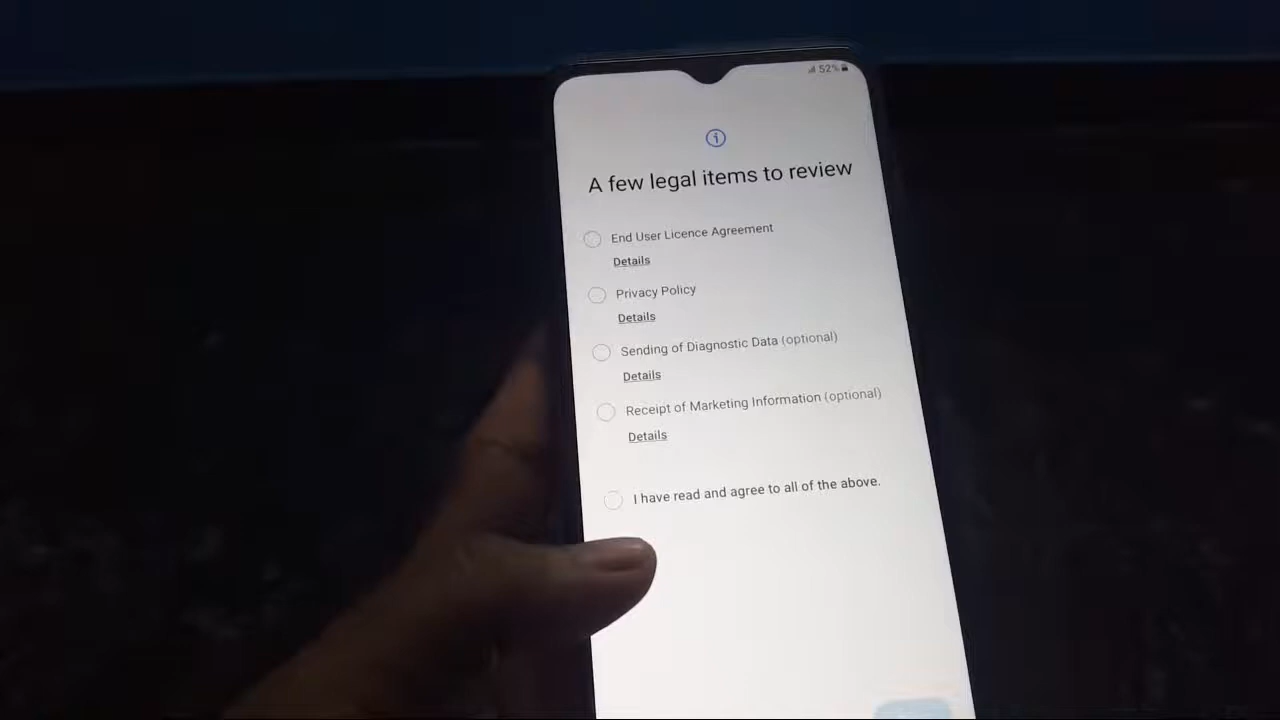 52%
A few legal items to review
End User Licence Agreement
Details
Privacy Policy
Details
Sending of Diagnostic Data (optional)
Details
Receipt of Marketing Information (optional)
Details
I have read and agree to all of the above.